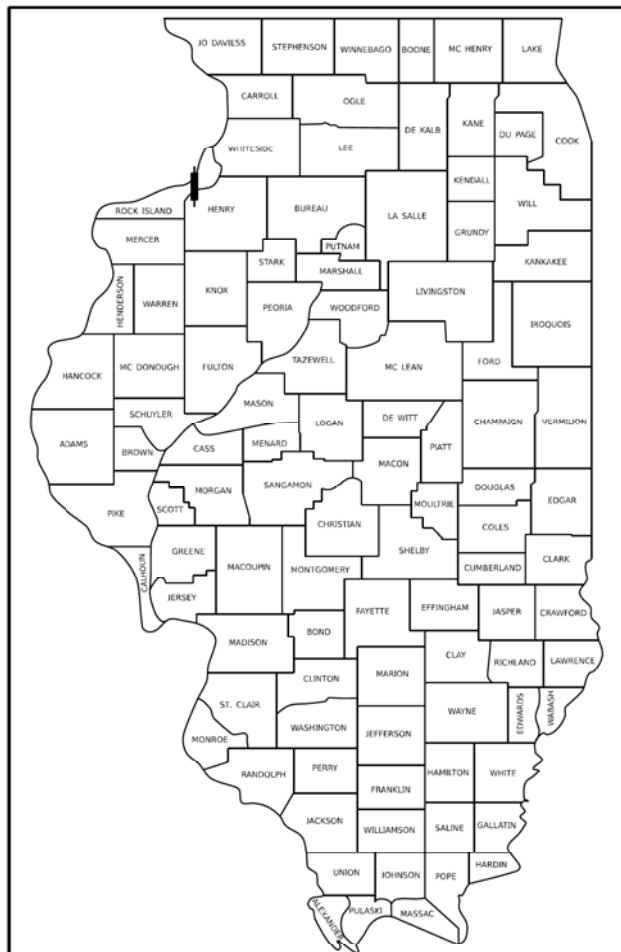 JO DAVIESS
STEPHENSON
WINNEBAGO
BOONE
MC HENRY
LAKE
CARROLL
OGLE
DE KALB
KANE
DU PAGE
COOK
WHITESIDE
LEE
KENDALL
WILL
ROCK ISLAND
HENRY
BUREAU
LA SALLE
GRUNDY
MERCER
PUTNAM
STARK
MARSHALL
KANKAKEE
HENDERSON
WARREN
KNOX
PEORIA
WOODFORD
LIVINGSTON
IROQUOIS
HANCOCK
MC DONOUGH
FULTON
TAZEWELL
MC LEAN
FORD
SCHUYLER
MASON
LOGAN
DE WITT
CHAMPAIGN
VERMILION
ADAMS
BROWN
CASS
MENARD
PIATT
MACON
PIKE
SCOTT
MORGAN
SANGAMON
MOULTRIE
DOUGLAS
EDGAR
CHRISTIAN
COLES
CALHOUN
GREENE
MACOUPIN
MONTGOMERY
SHELBY
CUMBERLAND
CLARK
JERSEY
FAYETTE
EFFINGHAM
JASPER
CRAWFORD
MADISON
BOND
CLAY
RICHLAND
LAWRENCE
CLINTON
MARION
ST. CLAIR
WAYNE
EDWARDS
WABASH
WASHINGTON
JEFFERSON
MONROE
RANDOLPH
PERRY
HAMILTON
WHITE
FRANKLIN
JACKSON
WILLIAMSON
SALINE
GALLATIN
UNION
JOHNSON
POPE
HARDIN
ALEXANDER
PULASKI
MASSAC